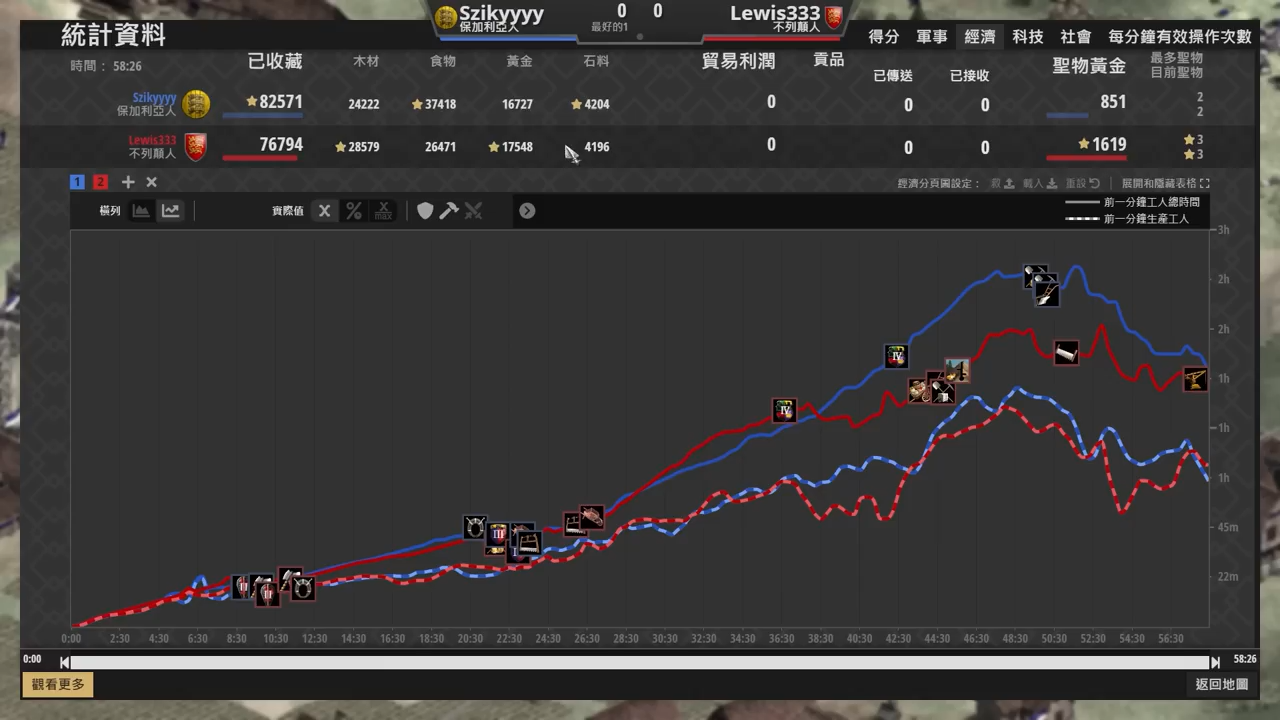 Szikyyyy
保加利亞人
0 0
最好的1
Lewis333
不列顛人
統計資料
得分 軍事 經濟 科技 社會 每分鐘有效操作次數
時間： 58:26
已收藏 木材 食物 黃金 石料 貿易利潤 貢品 已傳送 已接收 聖物黃金 最多聖物
目前聖物
Szikyyyy
保加利亞人
82571 24222 37418 16727 4204 0 0 0 851 2
2
Lewis333
不列顛人
76794 28579 26471 17548 4196 0 0 0 1619 3
3
1 2
經濟分頁圖設定： 載入 重設 展開和隱藏表格
橫列 實際值 X % X max
前一分鐘工人總時間
前一分鐘生產工人
3h
2h
2h
1h
1h
1h
45m
22m
IV
IV
III
0:00 2:30 4:30 6:30 8:30 10:30 12:30 14:30 16:30 18:30 20:30 22:30 24:30 26:30 28:30 30:30 32:30 34:30 36:30 38:30 40:30 42:30 44:30 46:30 48:30 50:30 52:30 54:30 56:30
0:00 58:26
觀看更多 返回地圖